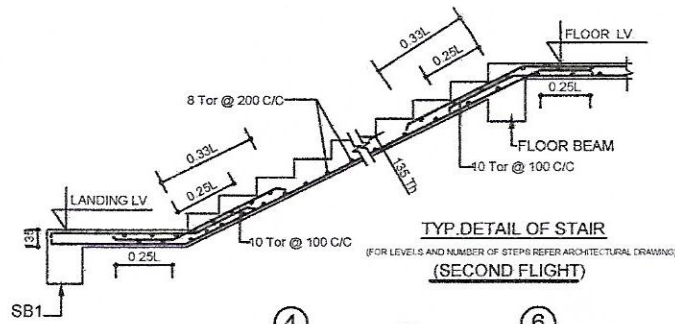 0.33L
0.25L
FLOOR LV.
0.25L
FLOOR BEAM
8 Tor @ 200 C/C
10 Tor @ 100 C/C
135 Th
0.33L
0.25L
LANDING LV
135
10 Tor @ 100 C/C
0.25L
SB1
TYP.DETAIL OF STAIR
(FOR LEVELS AND NUMBER OF STEPS REFER ARCHITECTURAL DRAWING)
(SECOND FLIGHT)
4
6